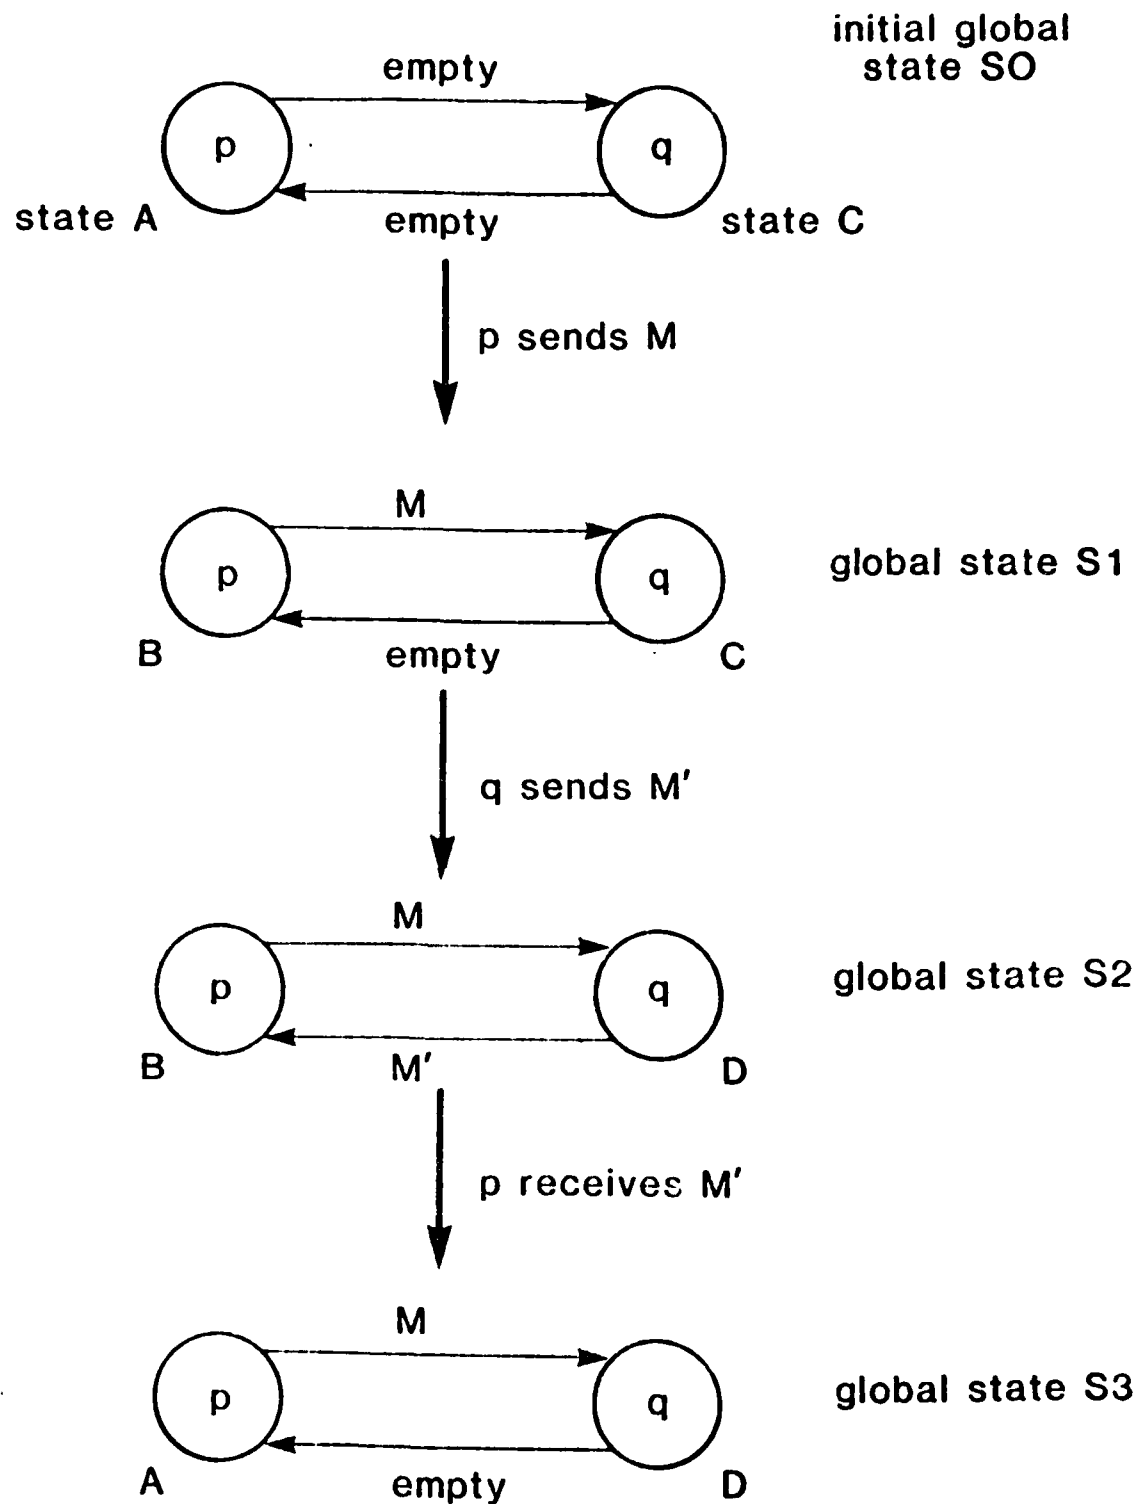 initial global
state SO
empty
p
q
state A
empty
state C
p sends M
M
p
q
global state S1
B
empty
C
q sends M′
M
p
q
global state S2
B
M′
D
p receives M′
M
p
q
global state S3
A
empty
D